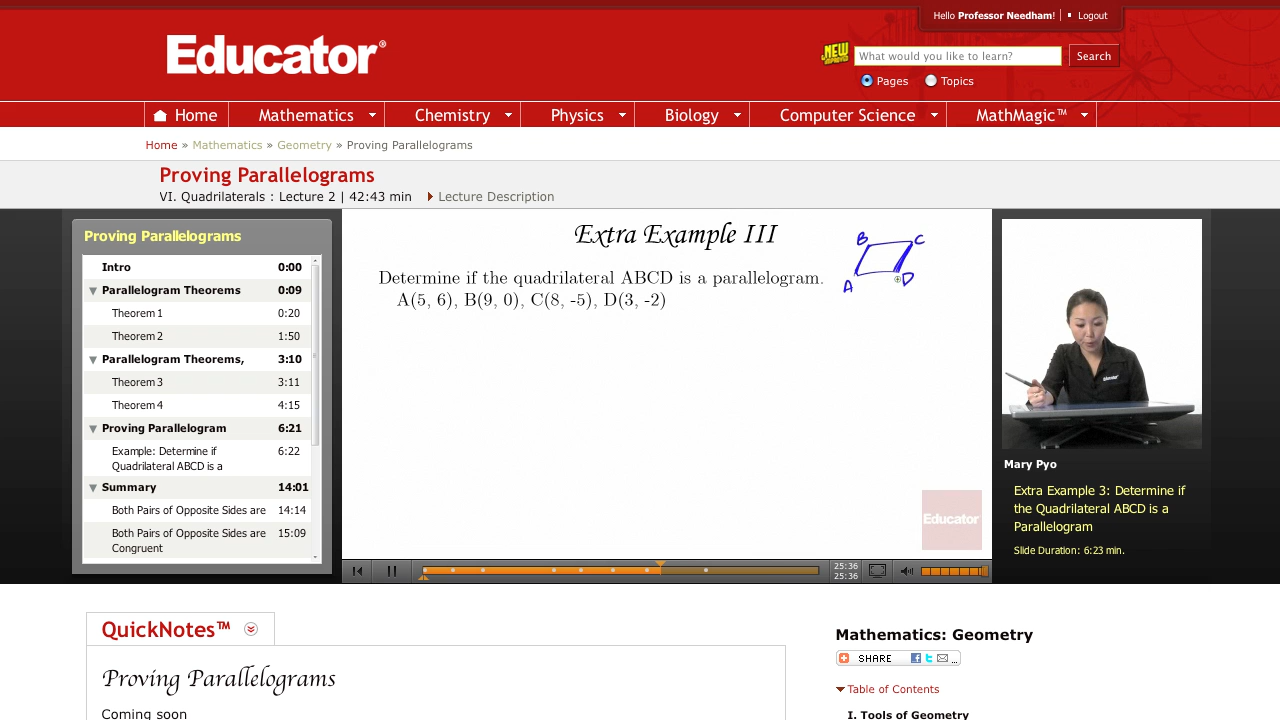 Hello Professor Needham!
Logout
Educator®
NEW
What would you like to learn?
Search
Pages
Topics
Home
Mathematics
Chemistry
Physics
Biology
Computer Science
MathMagic™
Home » Mathematics » Geometry » Proving Parallelograms
Proving Parallelograms
VI. Quadrilaterals : Lecture 2 | 42:43 min
Lecture Description
Proving Parallelograms
Intro 0:00
Parallelogram Theorems 0:09
Theorem 1 0:20
Theorem 2 1:50
Parallelogram Theorems, 3:10
Theorem 3 3:11
Theorem 4 4:15
Proving Parallelogram 6:21
Example: Determine if 6:22
Quadrilateral ABCD is a
Summary 14:01
Both Pairs of Opposite Sides are 14:14
Both Pairs of Opposite Sides are 15:09
Congruent
Extra Example III
Determine if the quadrilateral ABCD is a parallelogram.
A(5, 6), B(9, 0), C(8, -5), D(3, -2)
B
C
A
D
Educator
25:36
25:36
Educator
Mary Pyo
Extra Example 3: Determine if
the Quadrilateral ABCD is a
Parallelogram
Slide Duration: 6:23 min.
QuickNotes™
Proving Parallelograms
Coming soon
Mathematics: Geometry
SHARE
...
Table of Contents
I. Tools of Geometry